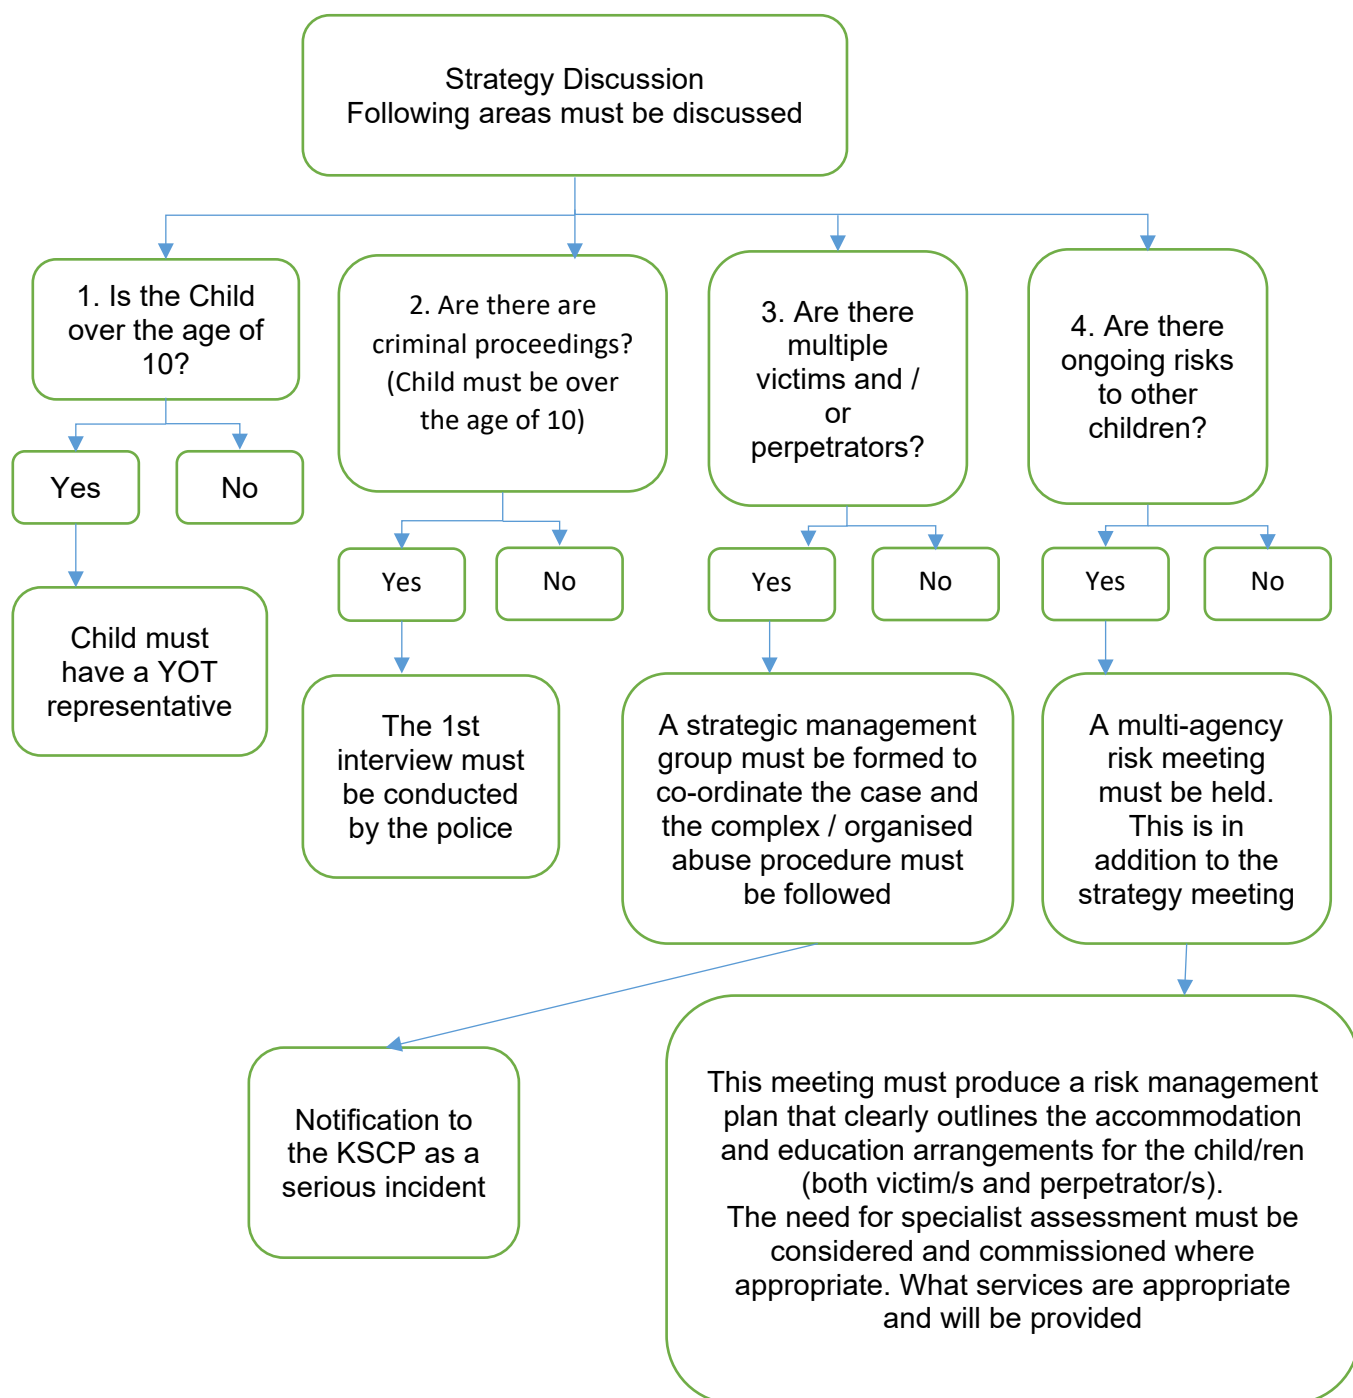 Strategy Discussion
Following areas must be discussed
1. Is the Child
over the age of
10?
2. Are there are
criminal proceedings?
(Child must be over
the age of 10)
3. Are there
multiple
victims and /
or
perpetrators?
4. Are there
ongoing risks
to other
children?
Yes
No
Yes
No
Yes
No
Yes
No
Child must
have a YOT
representative
The 1st
interview must
be conducted
by the police
A strategic management
group must be formed to
co-ordinate the case and
the complex / organised
abuse procedure must
be followed
A multi-agency
risk meeting
must be held.
This is in
addition to the
strategy meeting
Notification to
the KSCP as a
serious incident
This meeting must produce a risk management
plan that clearly outlines the accommodation
and education arrangements for the child/ren
(both victim/s and perpetrator/s).
The need for specialist assessment must be
considered and commissioned where
appropriate. What services are appropriate
and will be provided